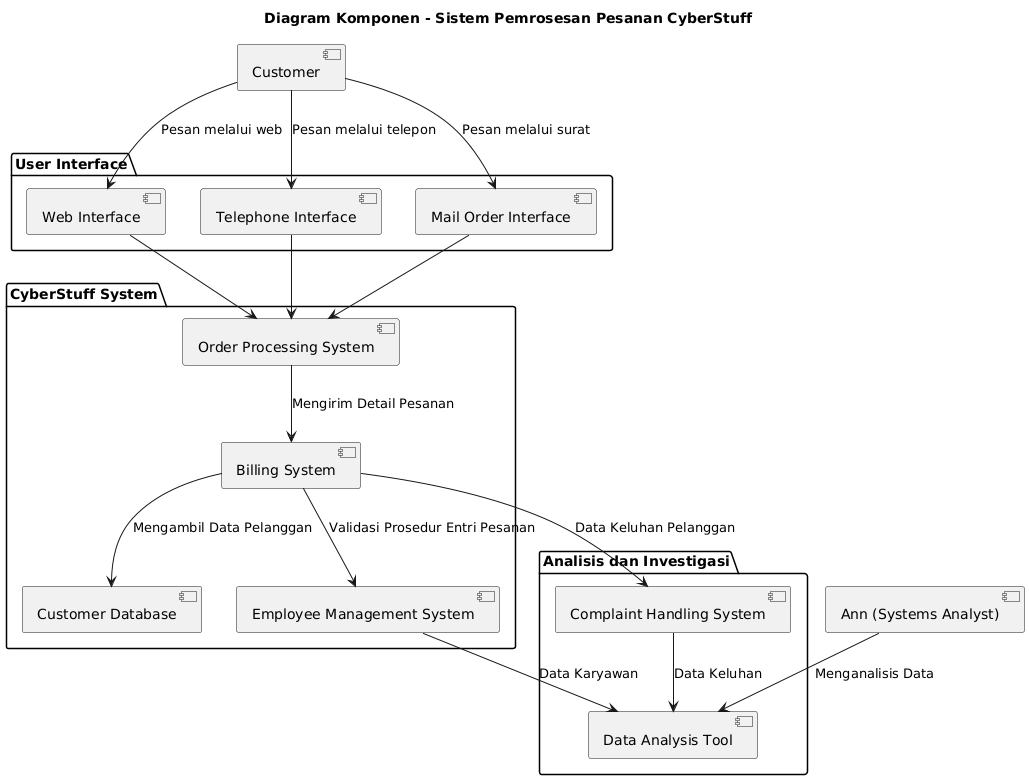 Diagram Komponen - Sistem Pemrosesan Pesanan CyberStuff
Customer
Pesan melalui web
Pesan melalui telepon
Pesan melalui surat
User Interface
Web Interface
Telephone Interface
Mail Order Interface
CyberStuff System
Order Processing System
Mengirim Detail Pesanan
Billing System
Mengambil Data Pelanggan
Validasi Prosedur Entri Pesanan
Data Keluhan Pelanggan
Analisis dan Investigasi
Customer Database
Employee Management System
Complaint Handling System
Ann (Systems Analyst)
Data Karyawan
Data Keluhan
Menganalisis Data
Data Analysis Tool